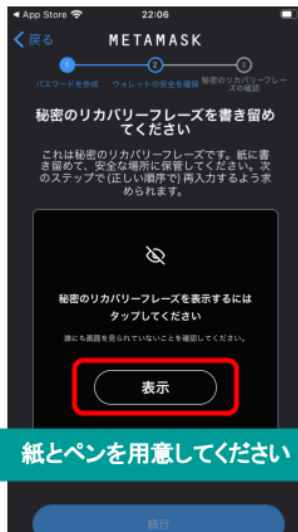 App Store
22:06
戻る
METAMASK
1
2
3
パスワードを作成
ウォレットの安全を確保
秘密のリカバリーフレー
ズの確認
秘密のリカバリーフレーズを書き留め
てください
これは秘密のリカバリーフレーズです。紙に書
き留めて、安全な場所に保管してください。次
のステップで(正しい順序で)再入力するよう求
められます。
秘密のリカバリーフレーズを表示するには
タップしてください
誰にも画面を見られていないことを確認してください。
表示
紙とペンを用意してください
続行